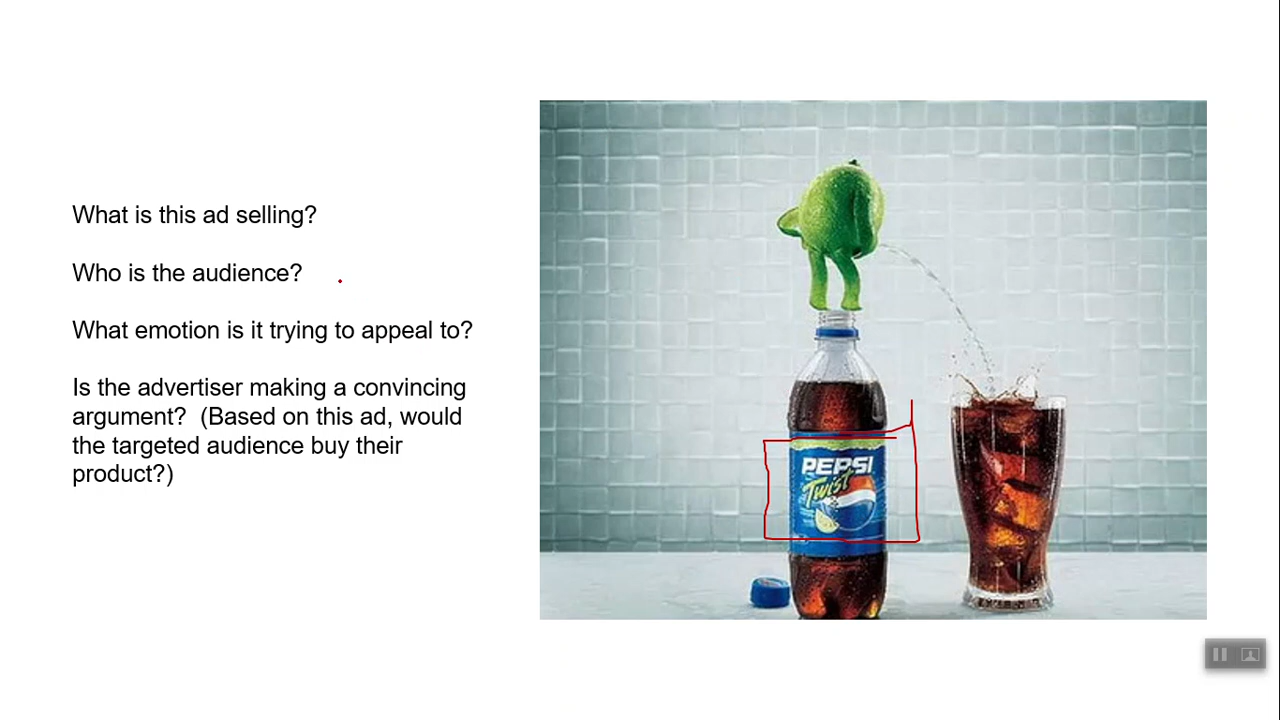 What is this ad selling?
Who is the audience?
What emotion is it trying to appeal to?
Is the advertiser making a convincing
argument?  (Based on this ad, would
the targeted audience buy their
product?)
PEPSI
Twist